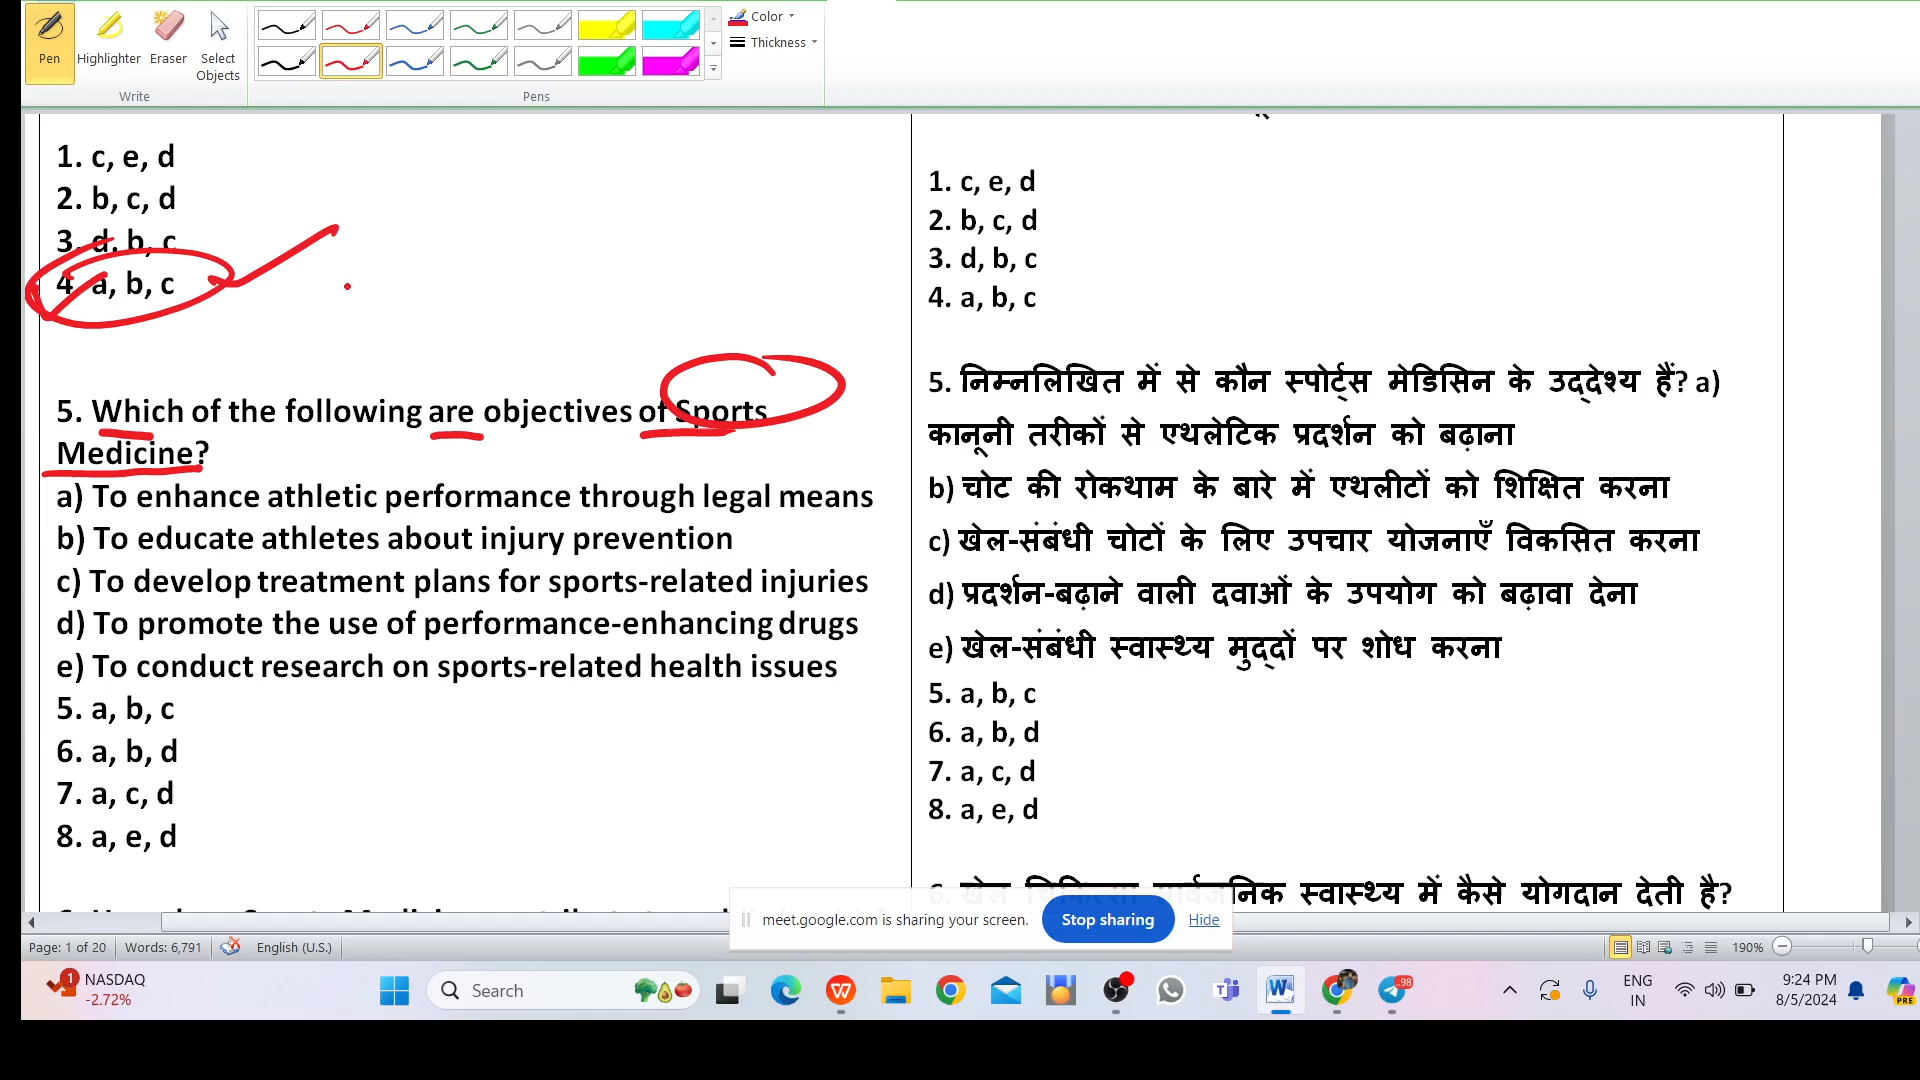 Pen
Highlighter
Eraser
Select
Objects
Write
Pens
Color
Thickness
1. c, e, d
2. b, c, d
3. d, b, c
4. a, b, c
5. Which of the following are objectives of Sports
Medicine?
a) To enhance athletic performance through legal means
b) To educate athletes about injury prevention
c) To develop treatment plans for sports-related injuries
d) To promote the use of performance-enhancing drugs
e) To conduct research on sports-related health issues
5. a, b, c
6. a, b, d
7. a, c, d
8. a, e, d
1. c, e, d
2. b, c, d
3. d, b, c
4. a, b, c
5. निम्नलिखित में से कौन स्पोर्ट्स मेडिसिन के उद्देश्य हैं? a)
कानूनी तरीकों से एथलेटिक प्रदर्शन को बढ़ाना
b) चोट की रोकथाम के बारे में एथलीटों को शिक्षित करना
c) खेल-संबंधी चोटों के लिए उपचार योजनाएँ विकसित करना
d) प्रदर्शन-बढ़ाने वाली दवाओं के उपयोग को बढ़ावा देना
e) खेल-संबंधी स्वास्थ्य मुद्दों पर शोध करना
5. a, b, c
6. a, b, d
7. a, c, d
8. a, e, d
6. खेल चिकित्सा सार्वजनिक स्वास्थ्य में कैसे योगदान देती है?
meet.google.com is sharing your screen. Stop sharing Hide
Page: 1 of 20 Words: 6,791 English (U.S.) 190%
1 NASDAQ
-2.72%
Search
98
ENG
IN
9:24 PM
8/5/2024
PRE